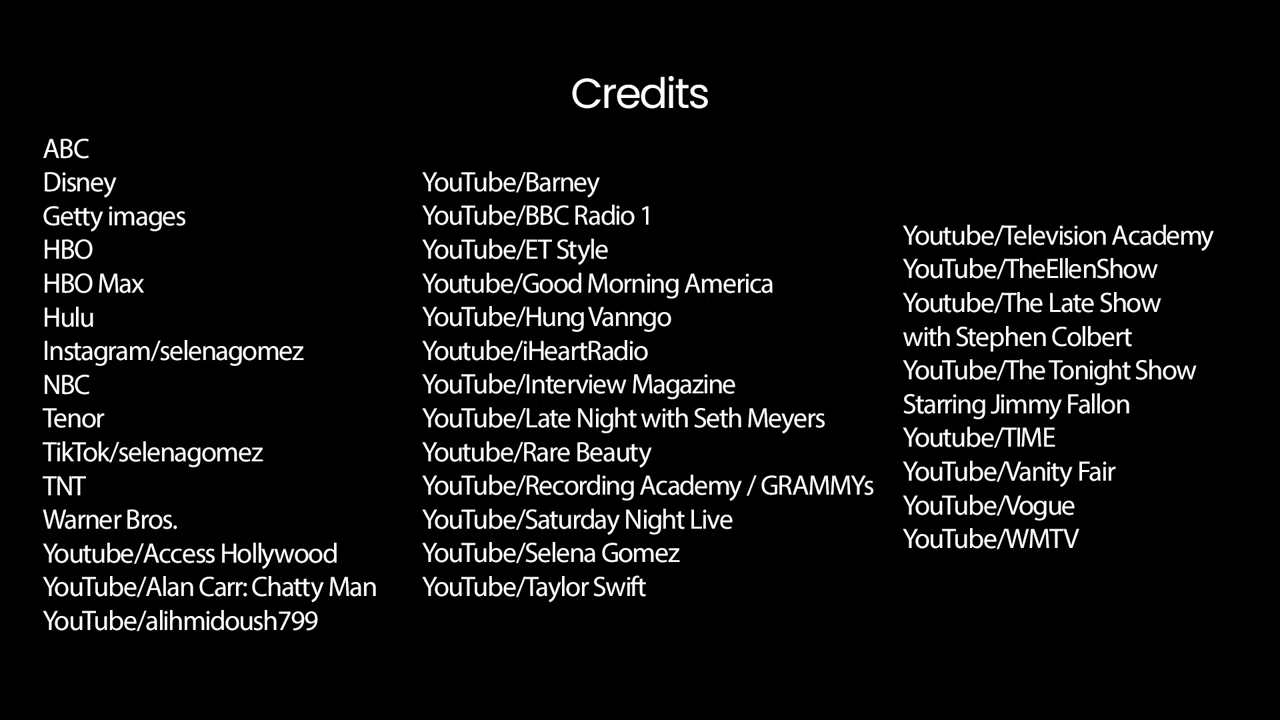 Credits
ABC
Disney
Getty images
HBO
HBO Max
Hulu
Instagram/selenagomez
NBC
Tenor
TikTok/selenagomez
TNT
Warner Bros.
Youtube/Access Hollywood
YouTube/Alan Carr: Chatty Man
YouTube/alihmidoush799
YouTube/Barney
YouTube/BBC Radio 1
YouTube/ET Style
Youtube/Good Morning America
YouTube/Hung Vanngo
Youtube/iHeartRadio
YouTube/Interview Magazine
YouTube/Late Night with Seth Meyers
Youtube/Rare Beauty
YouTube/Recording Academy / GRAMMYs
YouTube/Saturday Night Live
YouTube/Selena Gomez
YouTube/Taylor Swift
Youtube/Television Academy
YouTube/TheEllenShow
Youtube/The Late Show
with Stephen Colbert
YouTube/The Tonight Show
Starring Jimmy Fallon
Youtube/TIME
YouTube/Vanity Fair
YouTube/Vogue
YouTube/WMTV